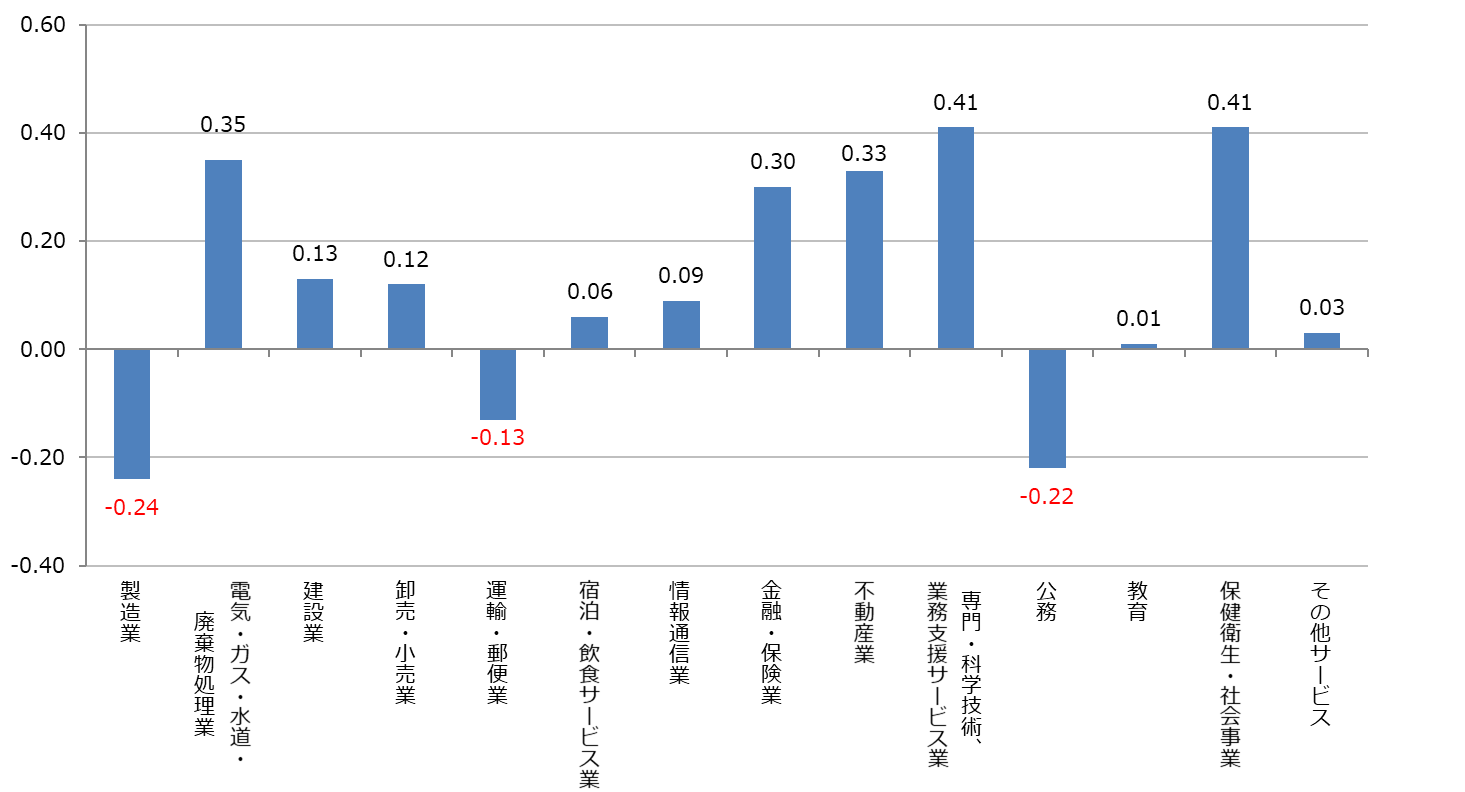 0.60
0.40
0.20
0.00
-0.20
-0.40
-0.24
0.35
0.13
0.12
-0.13
0.06
0.09
0.30
0.33
0.41
-0.22
0.01
0.41
0.03
製造業
電気・ガス・水道・
廃棄物処理業
建設業
卸売・小売業
運輸・郵便業
宿泊・飲食サービス業
情報通信業
金融・保険業
不動産業
専門・科学技術、
業務支援サービス業
公務
教育
保健衛生・社会事業
その他サービス